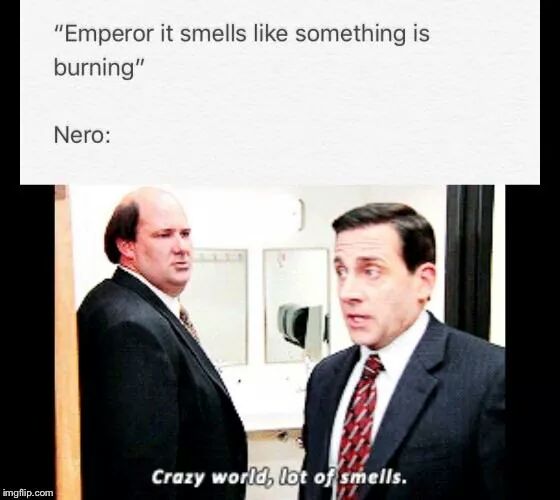 "Emperor it smells like something is
burning"
Nero:
Crazy world, lot of smells.
imgflip.com